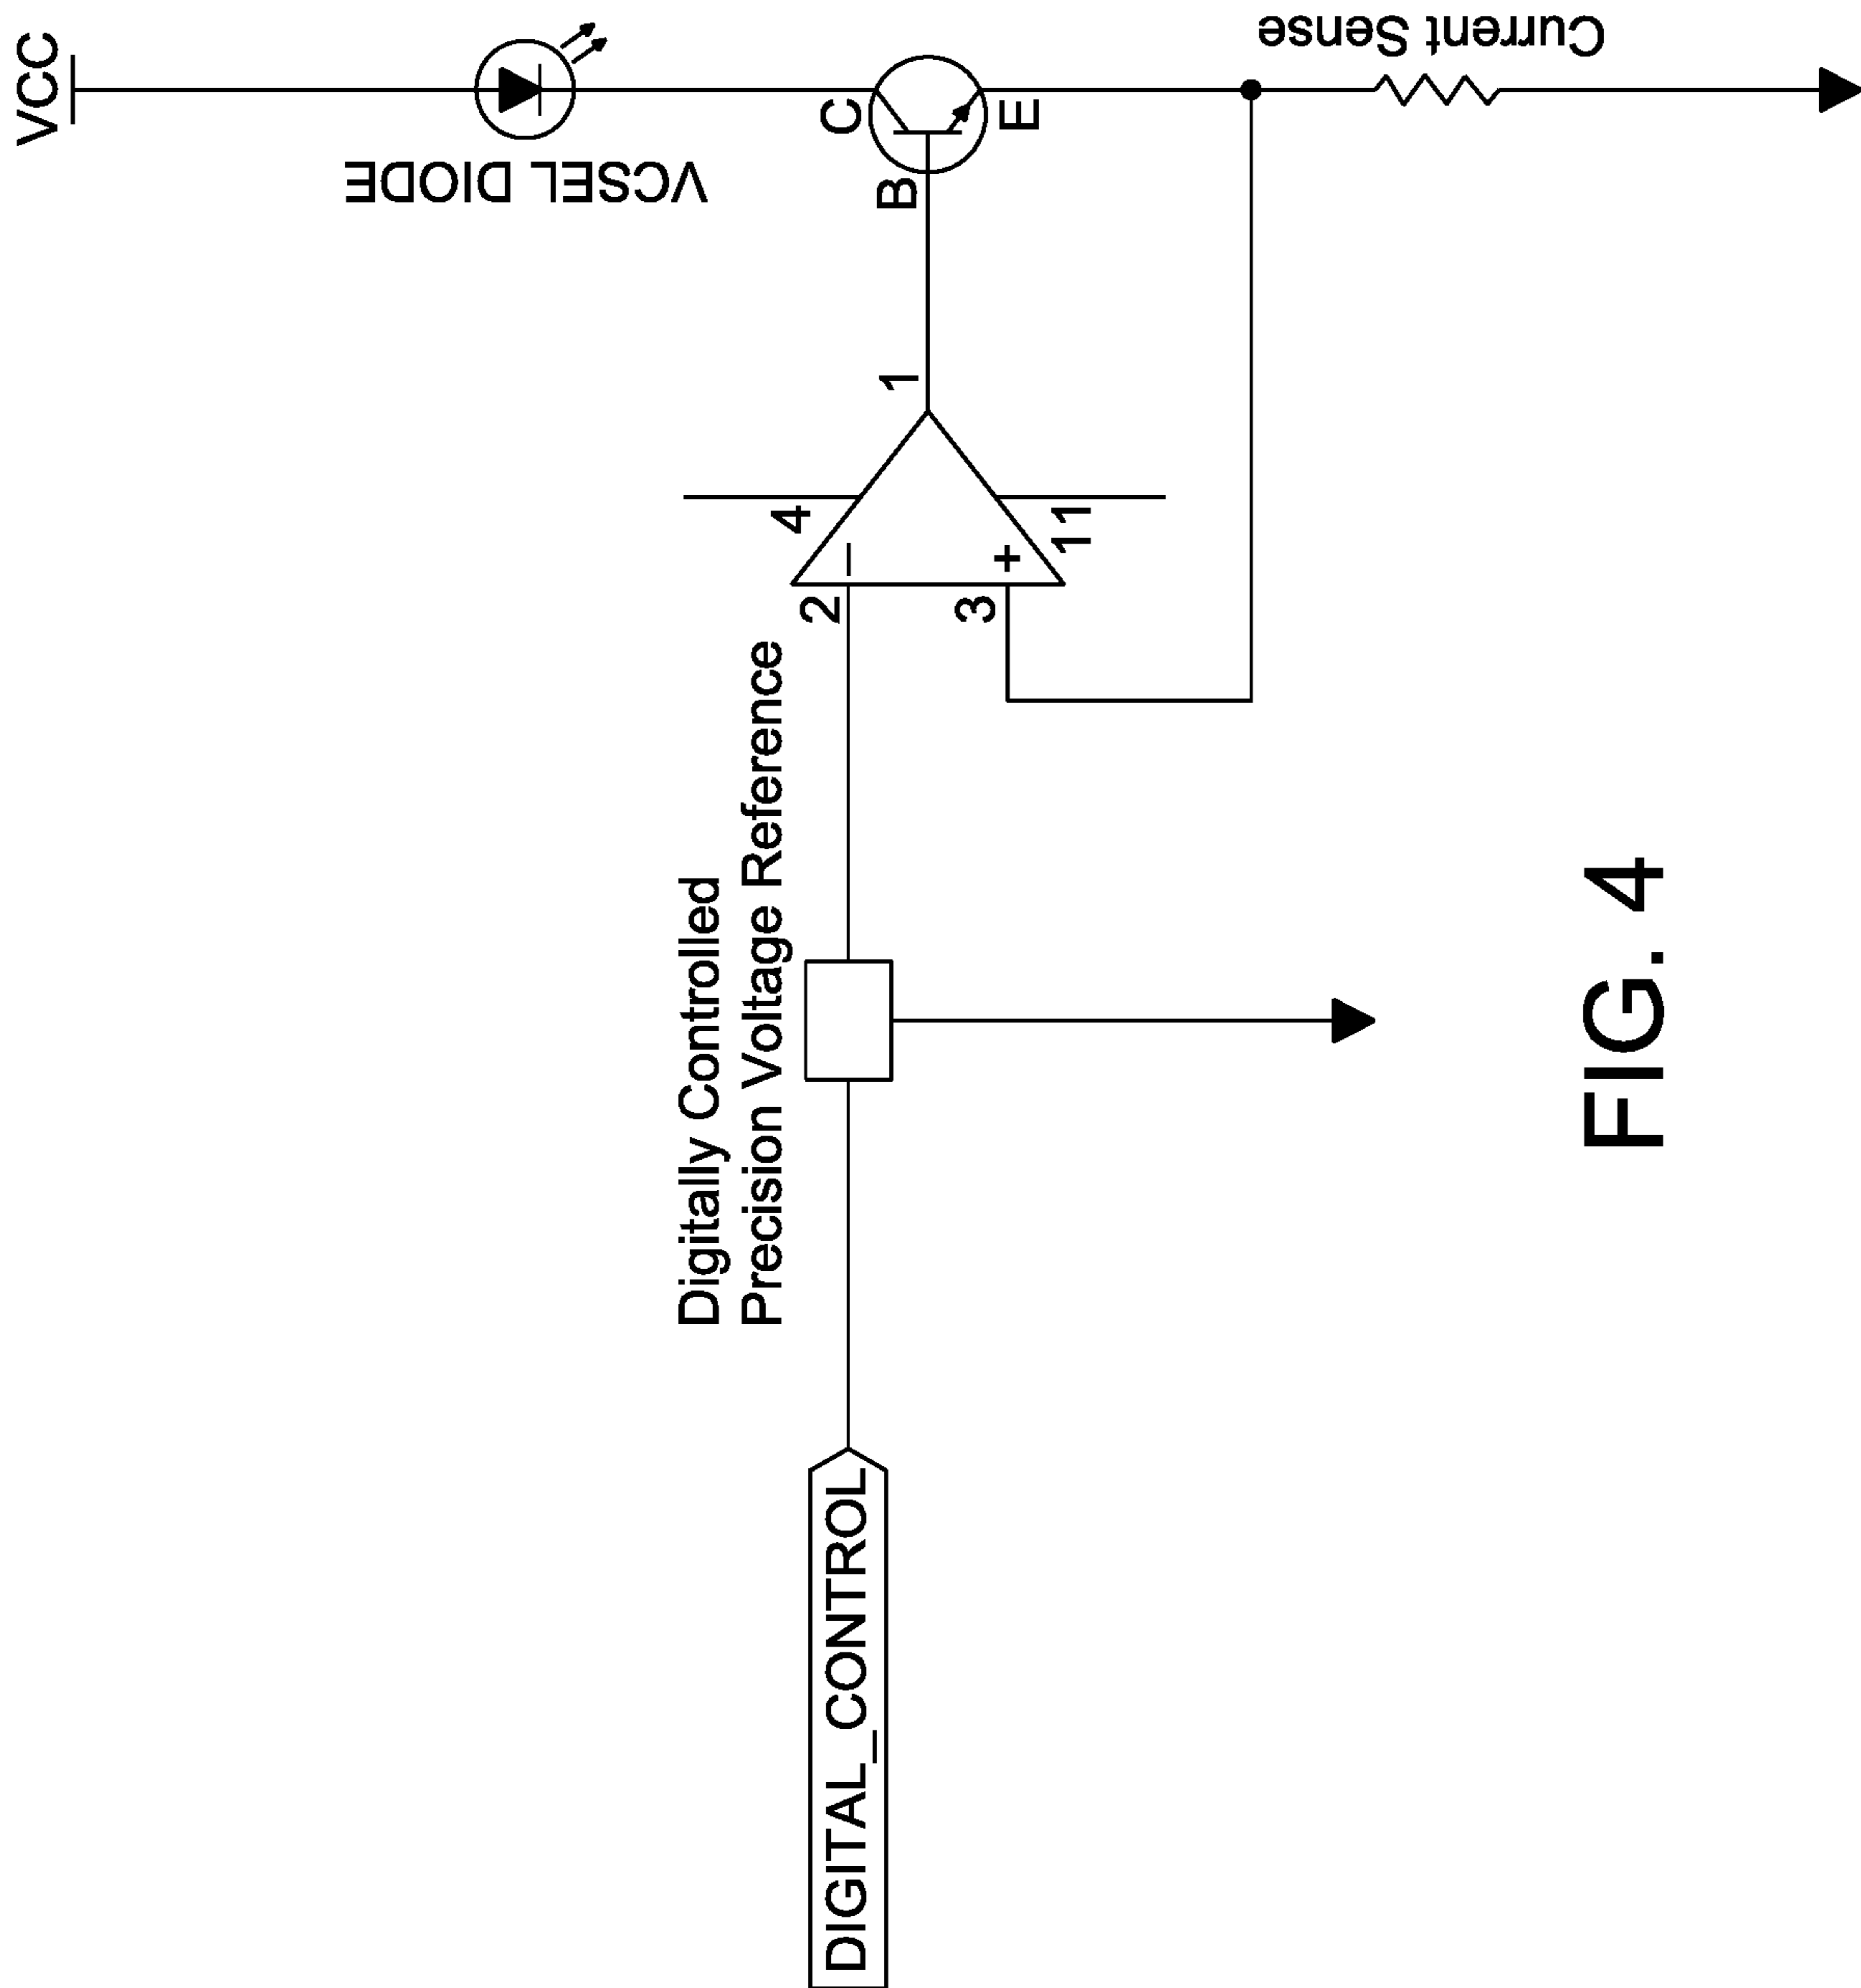 VCC
VCSEL DIODE
C
B
E
1
4
−
2
+
3
11
Digitally Controlled
Precision Voltage Reference
DIGITAL_CONTROL
Current Sense
FIG. 4